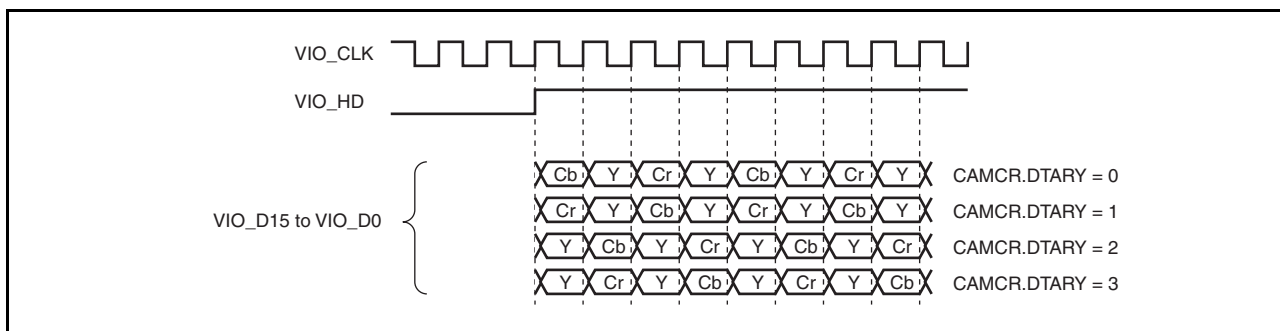 VIO_CLK
VIO_HD
VIO_D15 to VIO_D0
Cb Y Cr Y Cb Y Cr Y CAMCR.DTARY = 0
Cr Y Cb Y Cr Y Cb Y CAMCR.DTARY = 1
Y Cb Y Cr Y Cb Y Cr CAMCR.DTARY = 2
Y Cr Y Cb Y Cr Y Cb CAMCR.DTARY = 3